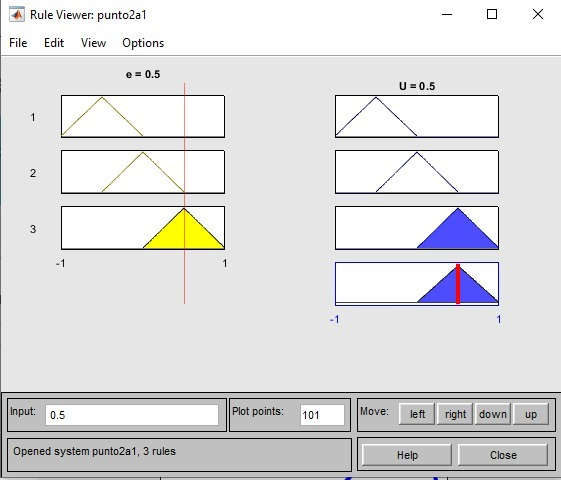 Rule Viewer: punto2a1
File Edit View Options
e = 0.5
U = 0.5
1
2
3
-1 1
-1 1
Input: 0.5
Plot points: 101
Move: left right down up
Opened system punto2a1, 3 rules
Help Close